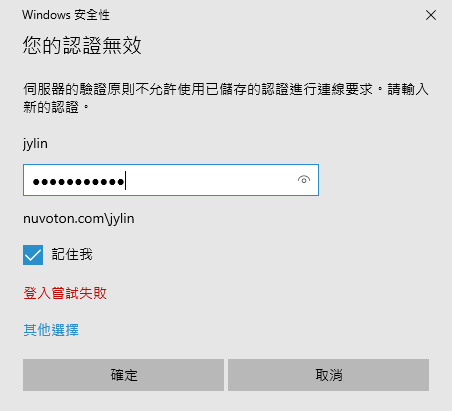 Windows 安全性
您的認證無效
伺服器的驗證原則不允許使用已儲存的認證進行連線要求。請輸入
新的認證。
jylin
●●●●●●●●●●●
nuvoton.com\jylin
記住我
登入嘗試失敗
其他選擇
確定 取消